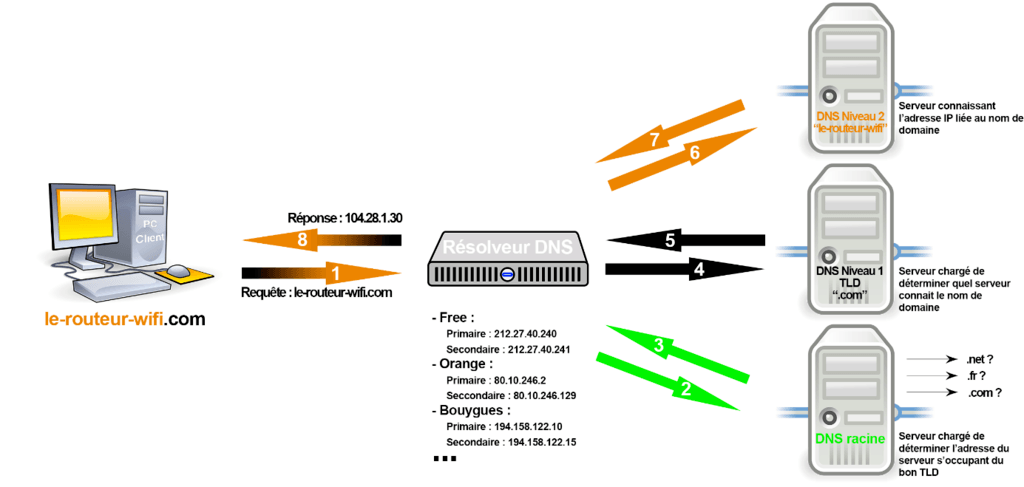 DNS Niveau 2
“le-routeur-wifi”
Serveur connaissant
l’adresse IP liée au nom de
domaine
7
6
PC
Client
Réponse : 104.28.1.30
8
1
Requête : le-routeur-wifi.com
le-routeur-wifi.com
Résolveur DNS
5
4
DNS Niveau 1
TLD
“.com”
Serveur chargé de
déterminer quel serveur
connait le nom de
domaine
- Free :
Primaire : 212.27.40.240
Secondaire : 212.27.40.241
- Orange :
Primaire : 80.10.246.2
Seccondaire : 80.10.246.129
- Bouygues :
Primaire : 194.158.122.10
Secondaire : 194.158.122.15
...
3
2
DNS racine
.net ?
.fr ?
.com ?
Serveur chargé de
déterminer l’adresse du
serveur s’occupant du
bon TLD